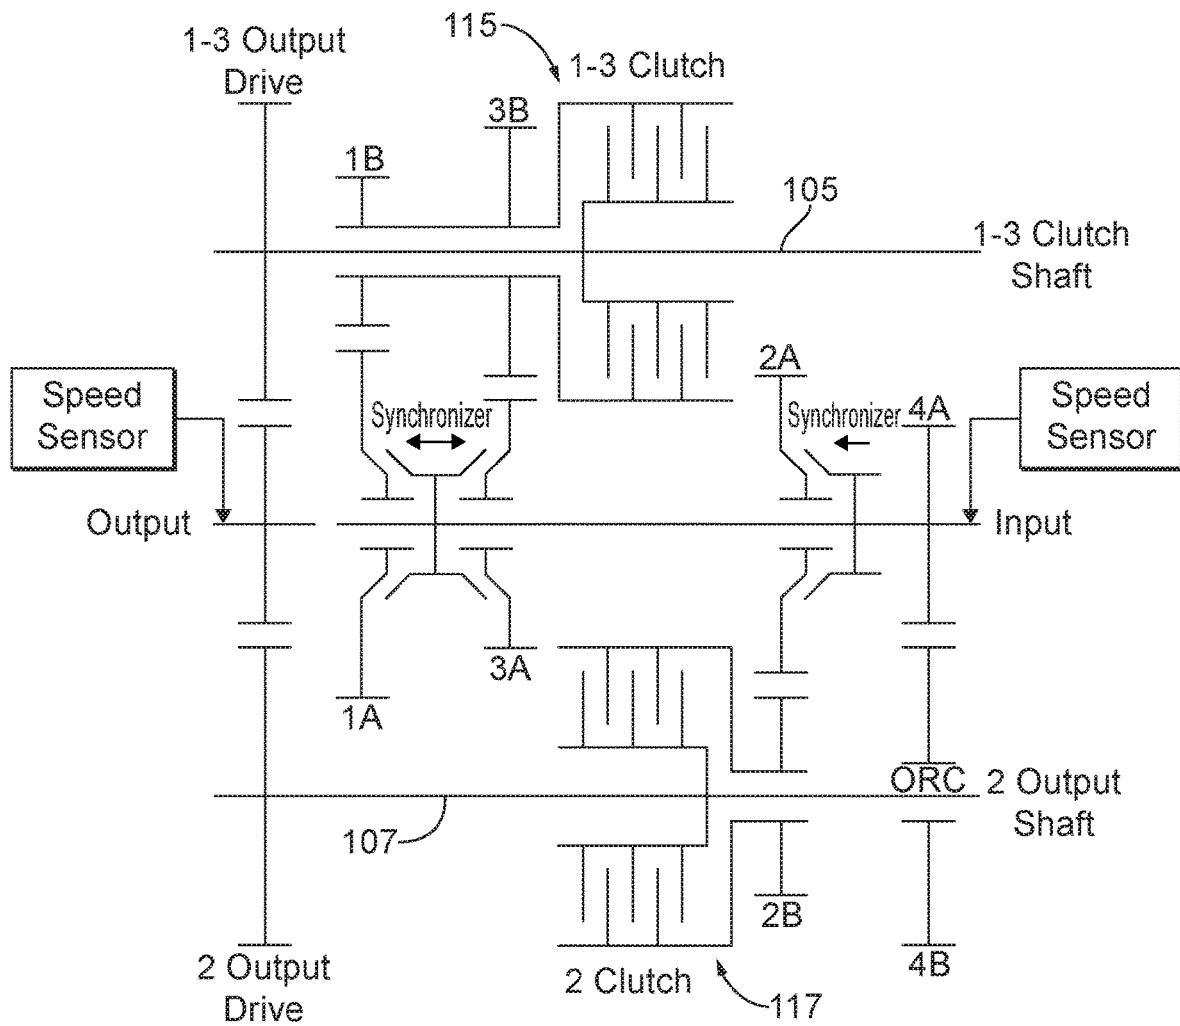 115
1-3 Output
Drive
1-3 Clutch
3B
1B
105
1-3 Clutch
Shaft
Speed
Sensor
Synchronizer
2A
Synchronizer
4A
Speed
Sensor
Output
Input
3A
1A
ORC
2 Output
Shaft
107
2B
2 Output
Drive
2 Clutch
117
4B